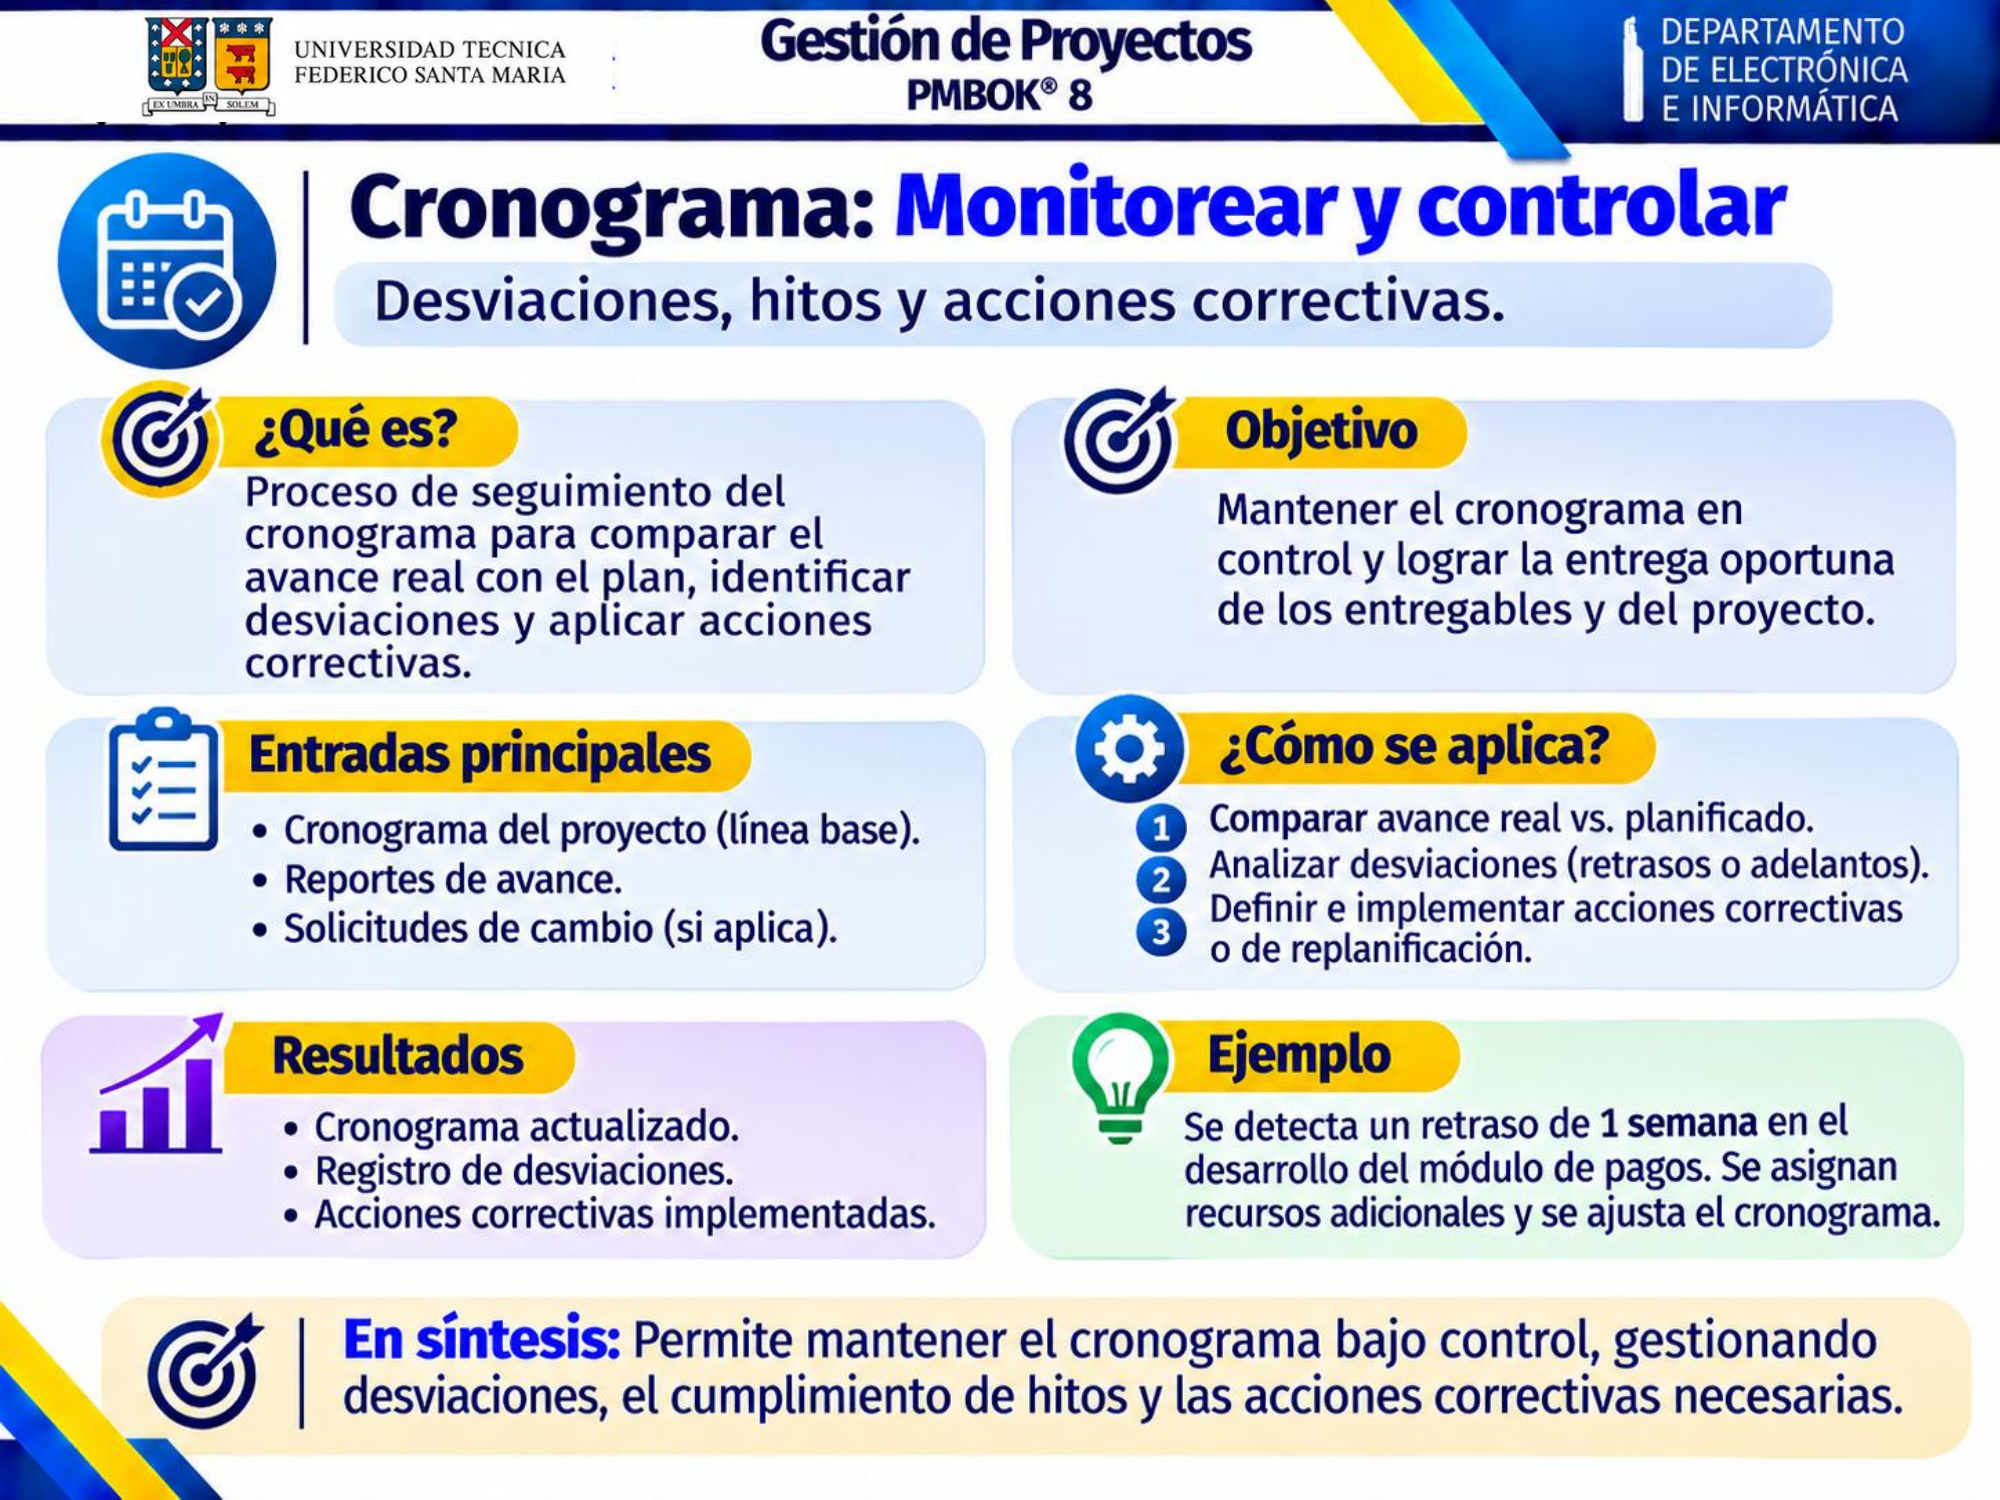 UNIVERSIDAD TECNICA
FEDERICO SANTA MARIA
EX UMBRA IN SOLEM
Gestión de Proyectos
PMBOK® 8
DEPARTAMENTO
DE ELECTRÓNICA
E INFORMÁTICA
Cronograma: Monitorear y controlar
Desviaciones, hitos y acciones correctivas.
¿Qué es?
Proceso de seguimiento del
cronograma para comparar el
avance real con el plan, identificar
desviaciones y aplicar acciones
correctivas.
Objetivo
Mantener el cronograma en
control y lograr la entrega oportuna
de los entregables y del proyecto.
Entradas principales
• Cronograma del proyecto (línea base).
• Reportes de avance.
• Solicitudes de cambio (si aplica).
¿Cómo se aplica?
1 Comparar avance real vs. planificado.
2 Analizar desviaciones (retrasos o adelantos).
3 Definir e implementar acciones correctivas
o de replanificación.
Resultados
• Cronograma actualizado.
• Registro de desviaciones.
• Acciones correctivas implementadas.
Ejemplo
Se detecta un retraso de 1 semana en el
desarrollo del módulo de pagos. Se asignan
recursos adicionales y se ajusta el cronograma.
En síntesis: Permite mantener el cronograma bajo control, gestionando
desviaciones, el cumplimiento de hitos y las acciones correctivas necesarias.